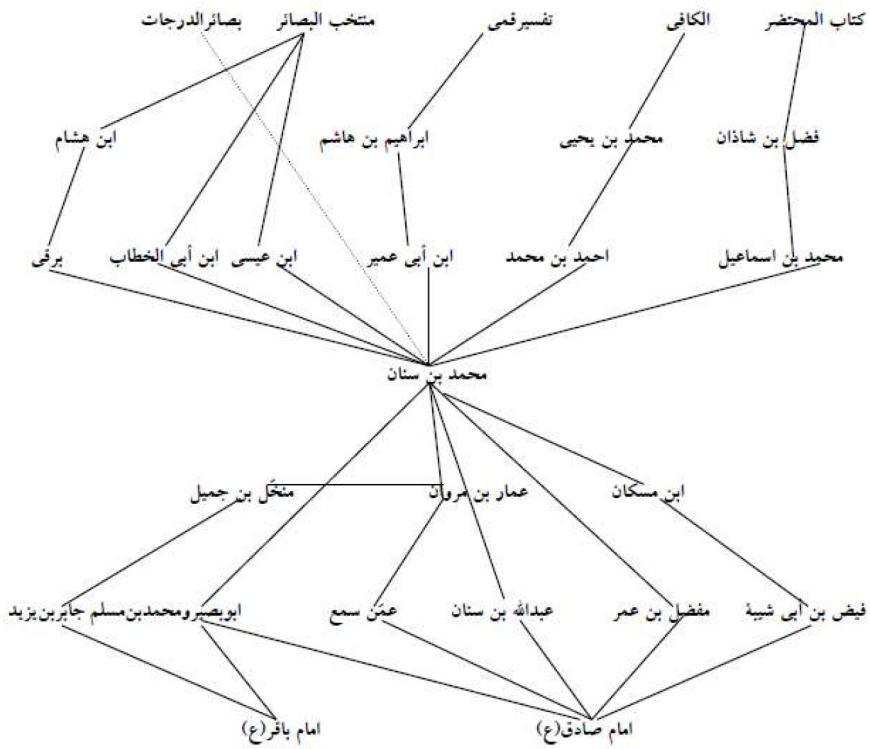 كتاب المحتضر الكافی تفسیرقمی منتخب البصائر بصائرالدرجات
فضل بن شاذان محمد بن یحیی ابراهیم بن هاشم ابن هشام
محمد بن اسماعیل احمد بن محمد ابن أبی عمیر ابن عیسی ابن أبی الخطاب برقی
محمد بن سنان
ابن مسکان عمار بن مروان منخّل بن جمیل
فیض بن أبی شیبة مفضل بن عمر عبدالله بن سنان عمّن سمع ابوبصیرومحمدبن‌مسلم جابربن‌یزید
امام صادق(ع) امام باقر(ع)